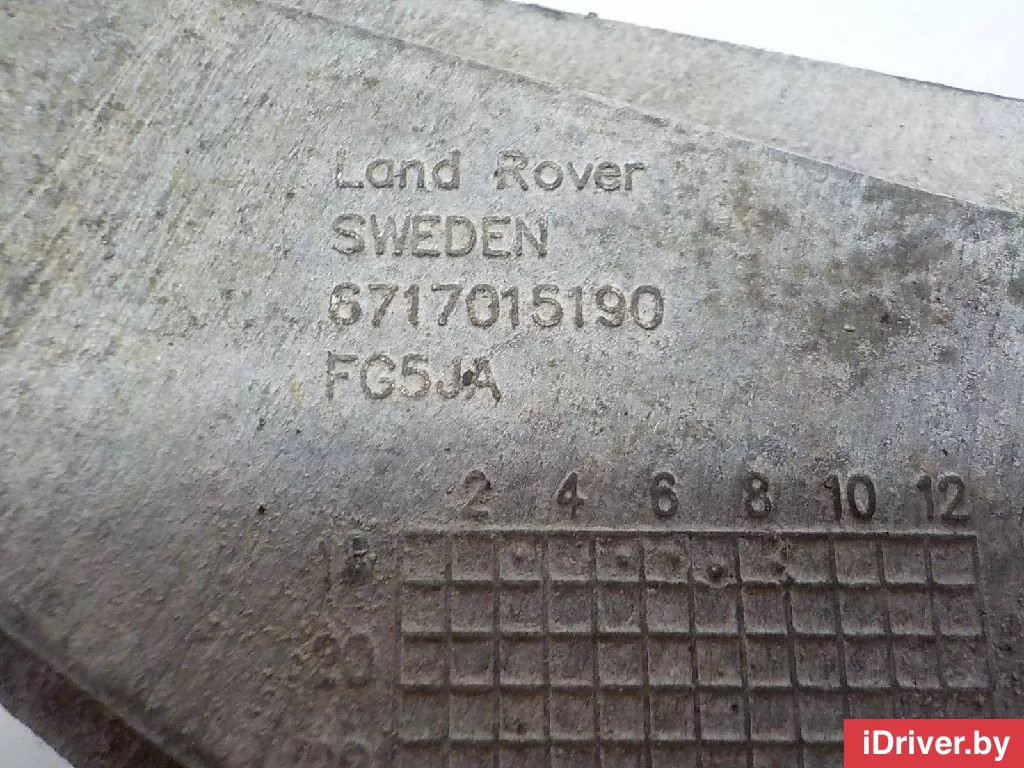 Land Rover
SWEDEN
6717015190
FG5JA
2 4 6 8 10 12
20
iDriver.by